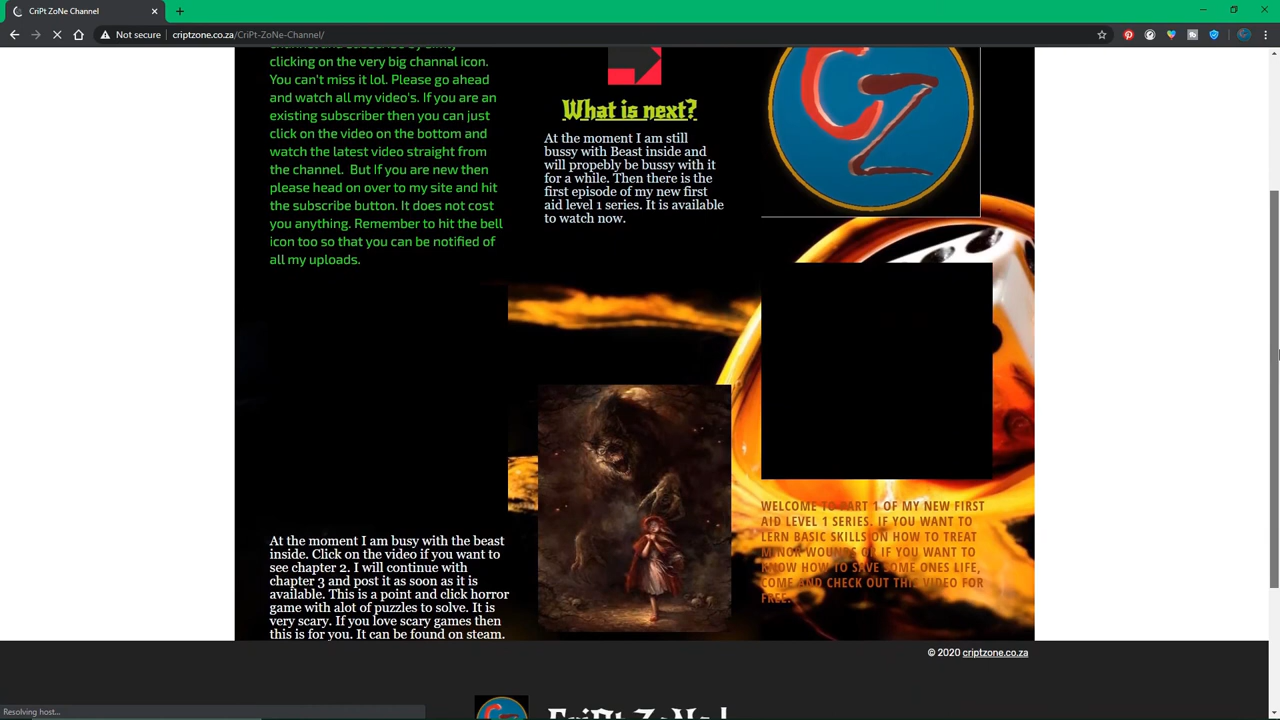 CriPt ZoNe Channel
Not secure
criptzone.co.za/CriPt-ZoNe-Channel/
clicking on the very big channal icon.
You can't miss it lol. Please go ahead
and watch all my video's. If you are an
existing subscriber then you can just
click on the video on the bottom and
watch the latest video straight from
the channel. But If you are new then
please head on over to my site and hit
the subscribe button. It does not cost
you anything. Remember to hit the bell
icon too so that you can be notified of
all my uploads.
What is next?
At the moment I am still
bussy with Beast inside and
will propebly be bussy with it
for a while. Then there is the
first episode of my new first
aid level 1 series. It is available
to watch now.
CZ
At the moment I am busy with the beast
inside. Click on the video if you want to
see chapter 2. I will continue with
chapter 3 and post it as soon as it is
available. This is a point and click horror
game with alot of puzzles to solve. It is
very scary. If you love scary games then
this is for you. It can be found on steam.
WELCOME TO PART 1 OF MY NEW FIRST
AID LEVEL 1 SERIES. IF YOU WANT TO
LERN BASIC SKILLS ON HOW TO TREAT
MINOR WOUNDS OR IF YOU WANT TO
KNOW HOW TO SAVE SOME ONES LIFE,
COME AND CHECK OUT THIS VIDEO FOR
FREE.
© 2020 criptzone.co.za
CriPt ZoNe !
Resolving host...